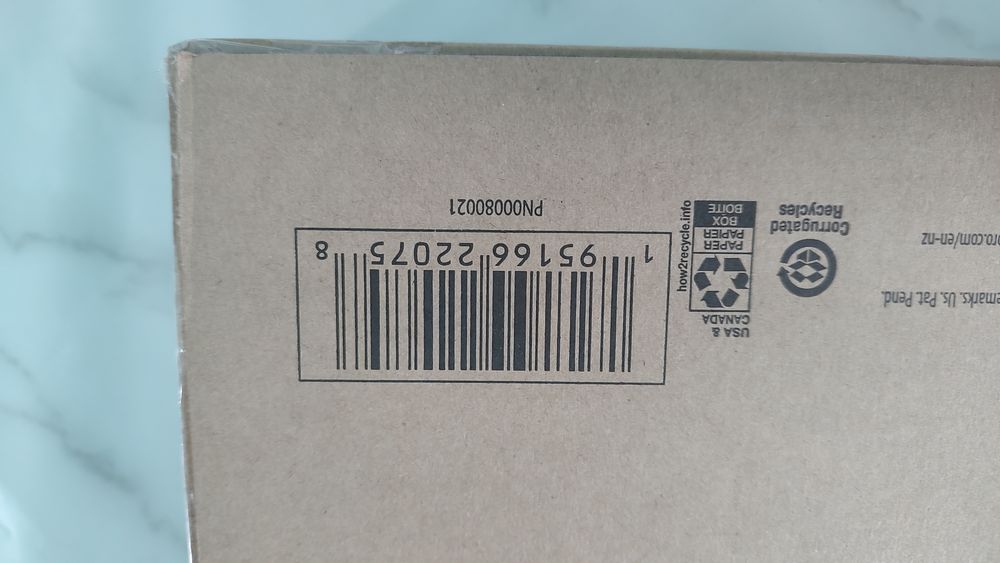 emarks. Us. Pat. Pend.
oro.com/en-nz
Corrugated
Recycles
USA &
CANADA
PAPER
PAPIER
BOX
BOITE
how2recycle.info
1 95166 22075 8
PN00080021